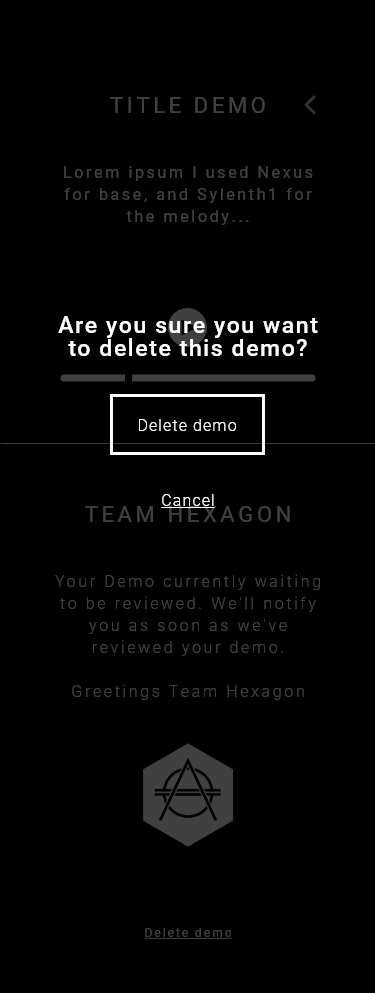 TITLE DEMO
Lorem ipsum I used Nexus
for base, and Sylenth1 for
the melody...
Are you sure you want
to delete this demo?
Delete demo
Cancel
TEAM HEXAGON
Your Demo currently waiting
to be reviewed. We'll notify
you as soon as we've
reviewed your demo.
Greetings Team Hexagon
Delete demo